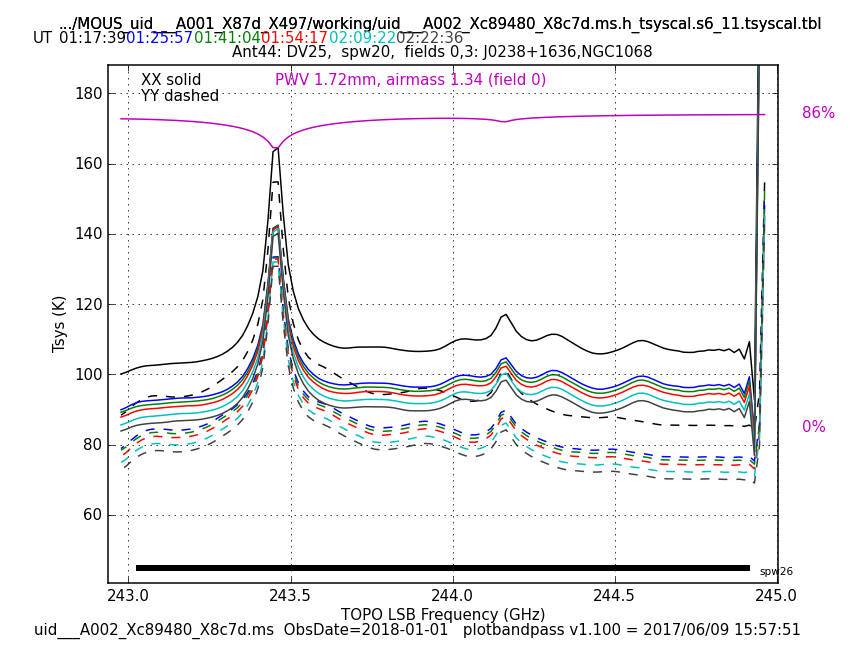 .../MOUS_uid___A001_X87d_X497/working/uid___A002_Xc89480_X8c7d.ms.h_tsyscal.s6_11.tsyscal.tbl
UT 01:17:39 01:25:57 01:41:04 01:54:17 02:09:22 02:22:36
Ant44: DV25, spw20, fields 0,3: J0238+1636,NGC1068
XX solid
PWV 1.72mm, airmass 1.34 (field 0)
YY dashed
180
86%
160
140
120
Tsys (K)
100
80
0%
60
spw26
243.0 243.5 244.0 244.5 245.0
TOPO LSB Frequency (GHz)
uid___A002_Xc89480_X8c7d.ms ObsDate=2018-01-01 plotbandpass v1.100 = 2017/06/09 15:57:51